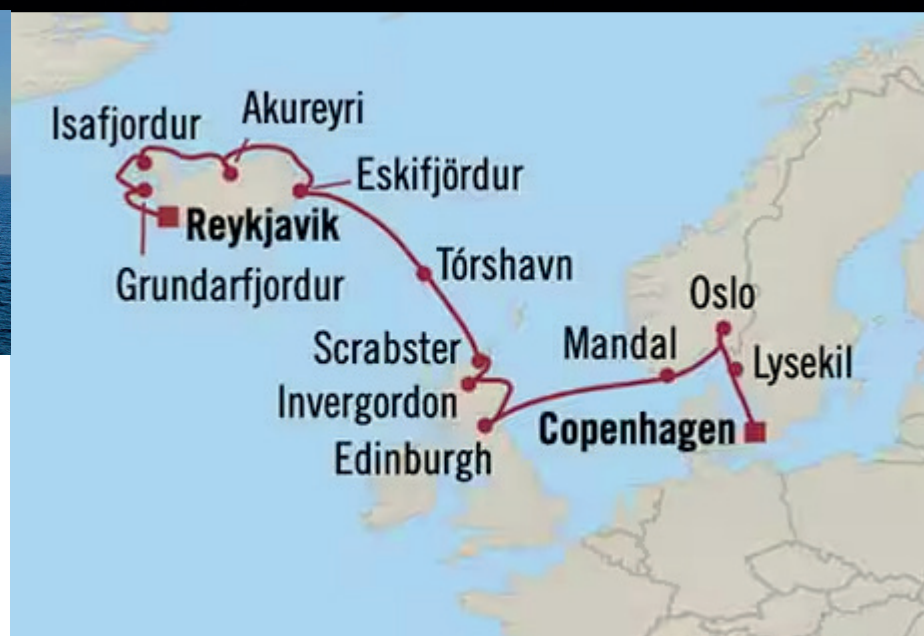 Akureyri
Isafjordur
Eskifjördur
Reykjavik
Grundarfjordur
Tórshavn
Oslo
Scrabster
Mandal
Lysekil
Invergordon
Copenhagen
Edinburgh